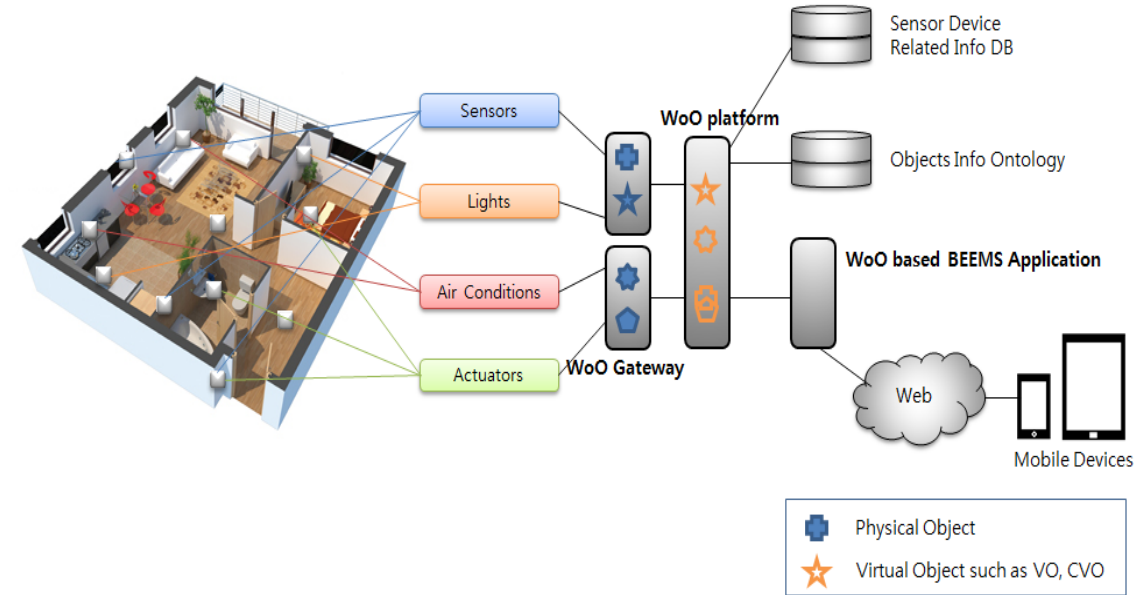 Sensor Device
Related Info DB
Sensors
WoO platform
Objects Info Ontology
Lights
WoO based BEEMS Application
Air Conditions
WoO Gateway
Actuators
Web
Mobile Devices
Physical Object
Virtual Object such as VO, CVO